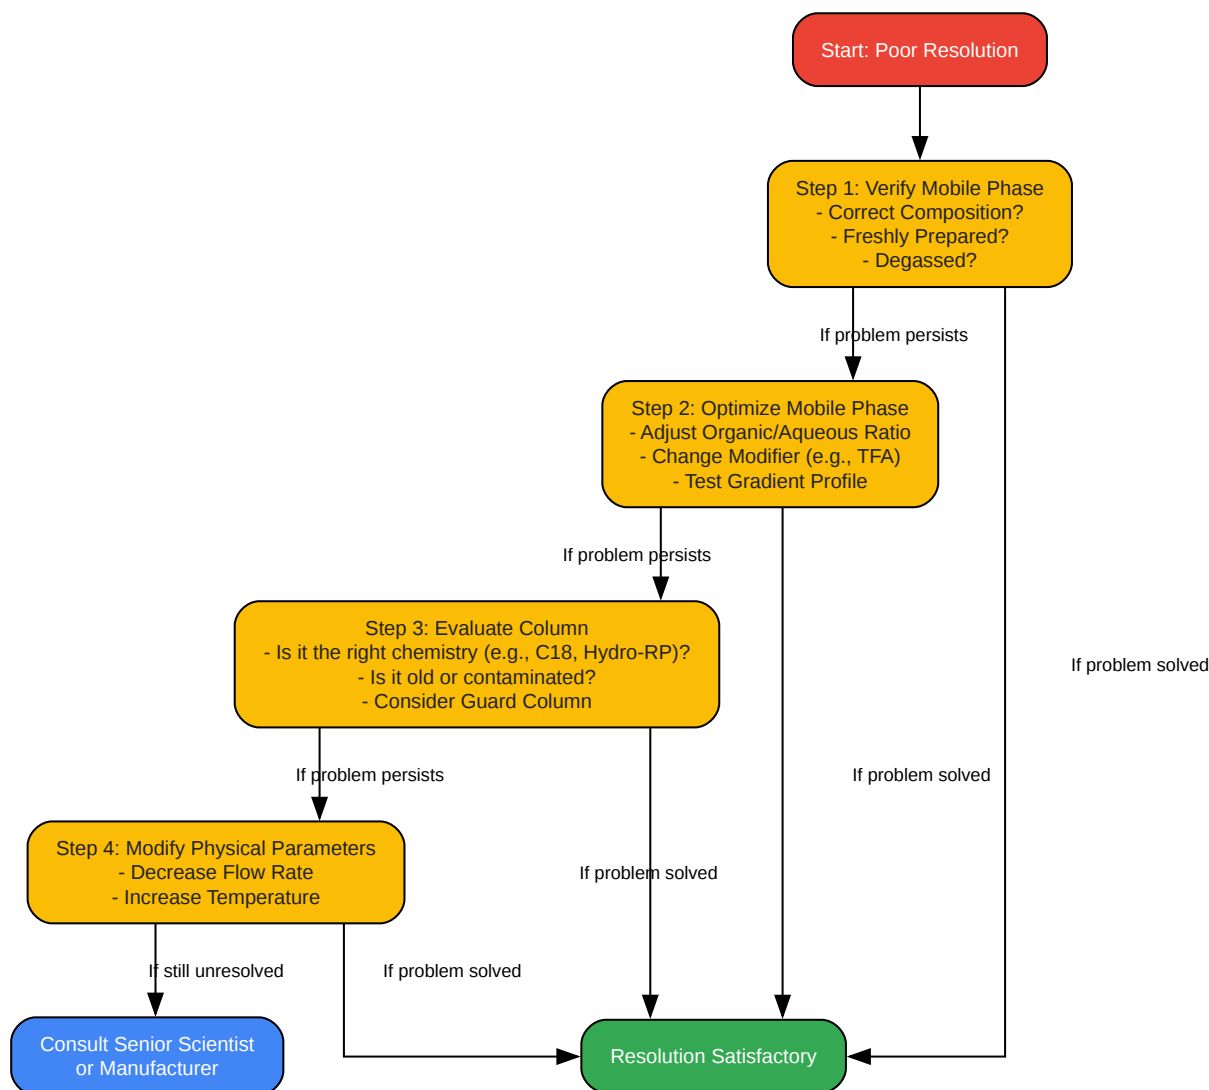 Start: Poor Resolution
Step 1: Verify Mobile Phase
- Correct Composition?
- Freshly Prepared?
- Degassed?
If problem persists
Step 2: Optimize Mobile Phase
- Adjust Organic/Aqueous Ratio
- Change Modifier (e.g., TFA)
- Test Gradient Profile
If problem persists
Step 3: Evaluate Column
- Is it the right chemistry (e.g., C18, Hydro-RP)?
- Is it old or contaminated?
- Consider Guard Column
If problem solved
If problem persists
If problem solved
Step 4: Modify Physical Parameters
- Decrease Flow Rate
- Increase Temperature
If problem solved
If still unresolved
If problem solved
Consult Senior Scientist
or Manufacturer
Resolution Satisfactory